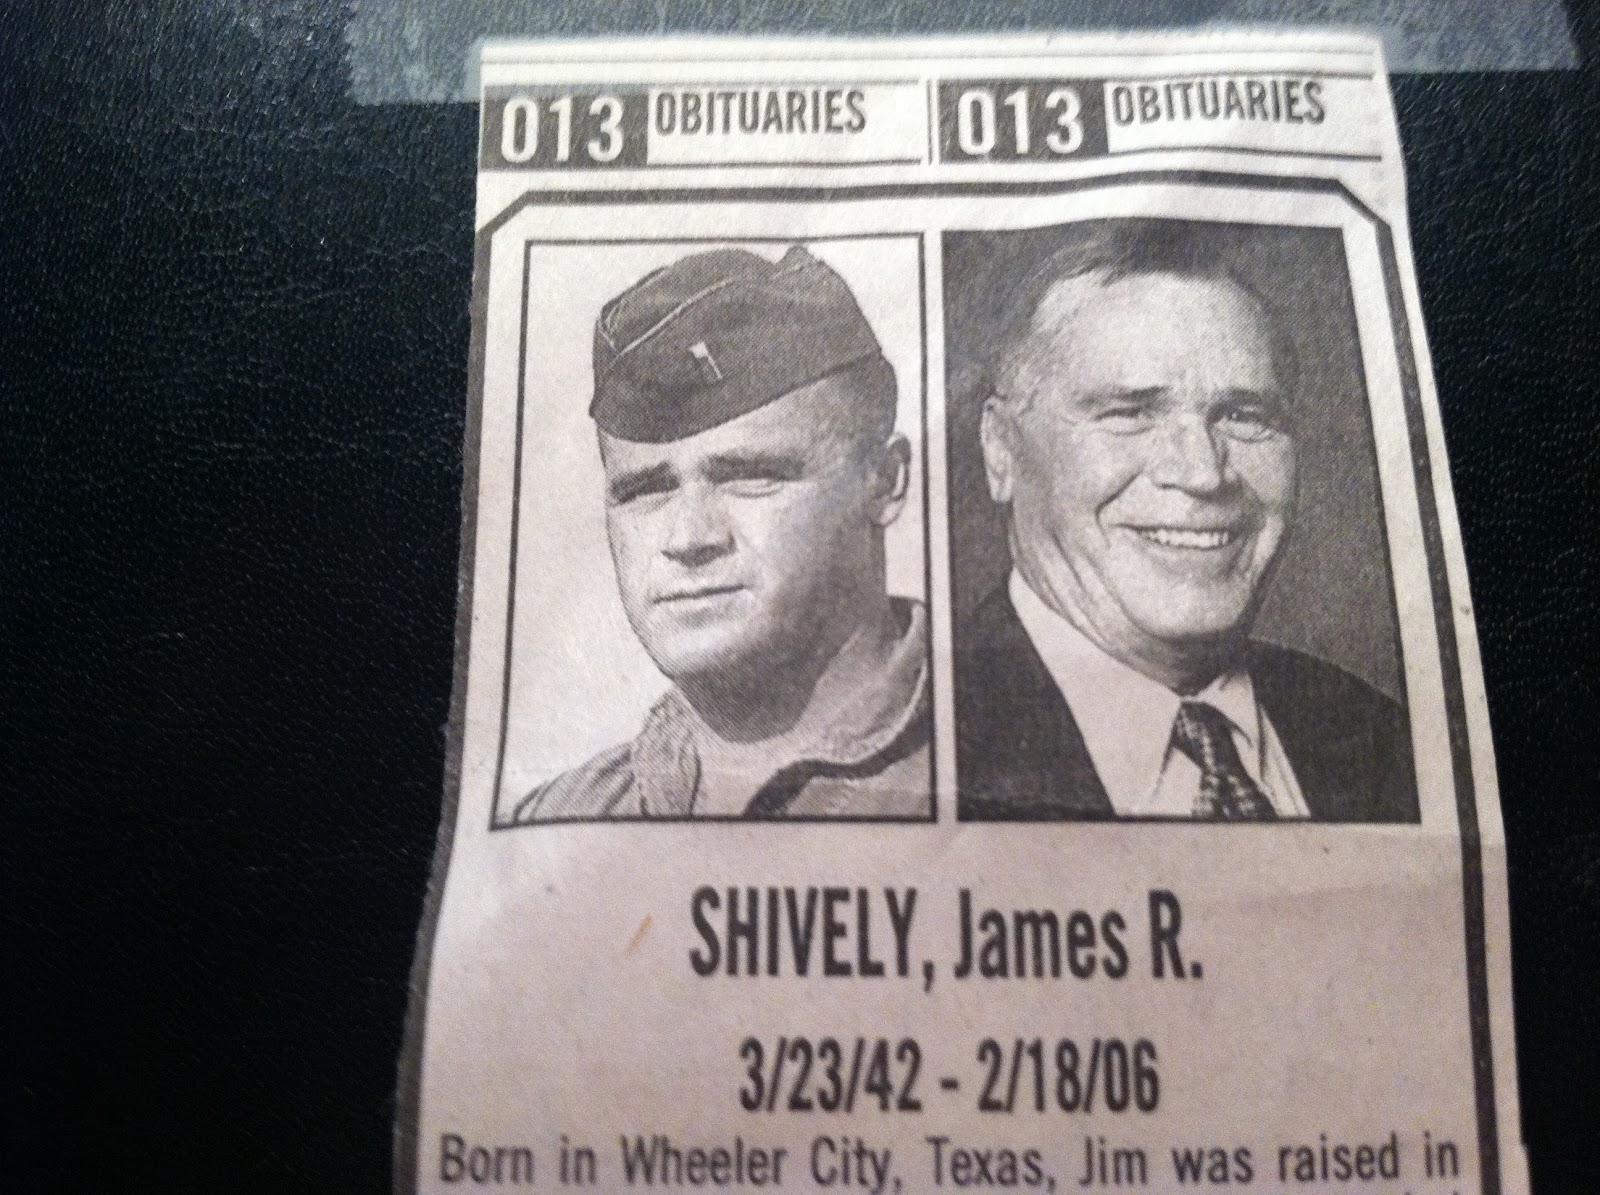 013 OBITUARIES 013 OBITUARIES
SHIVELY, James R.
3/23/42 - 2/18/06
Born in Wheeler City, Texas, Jim was raised in